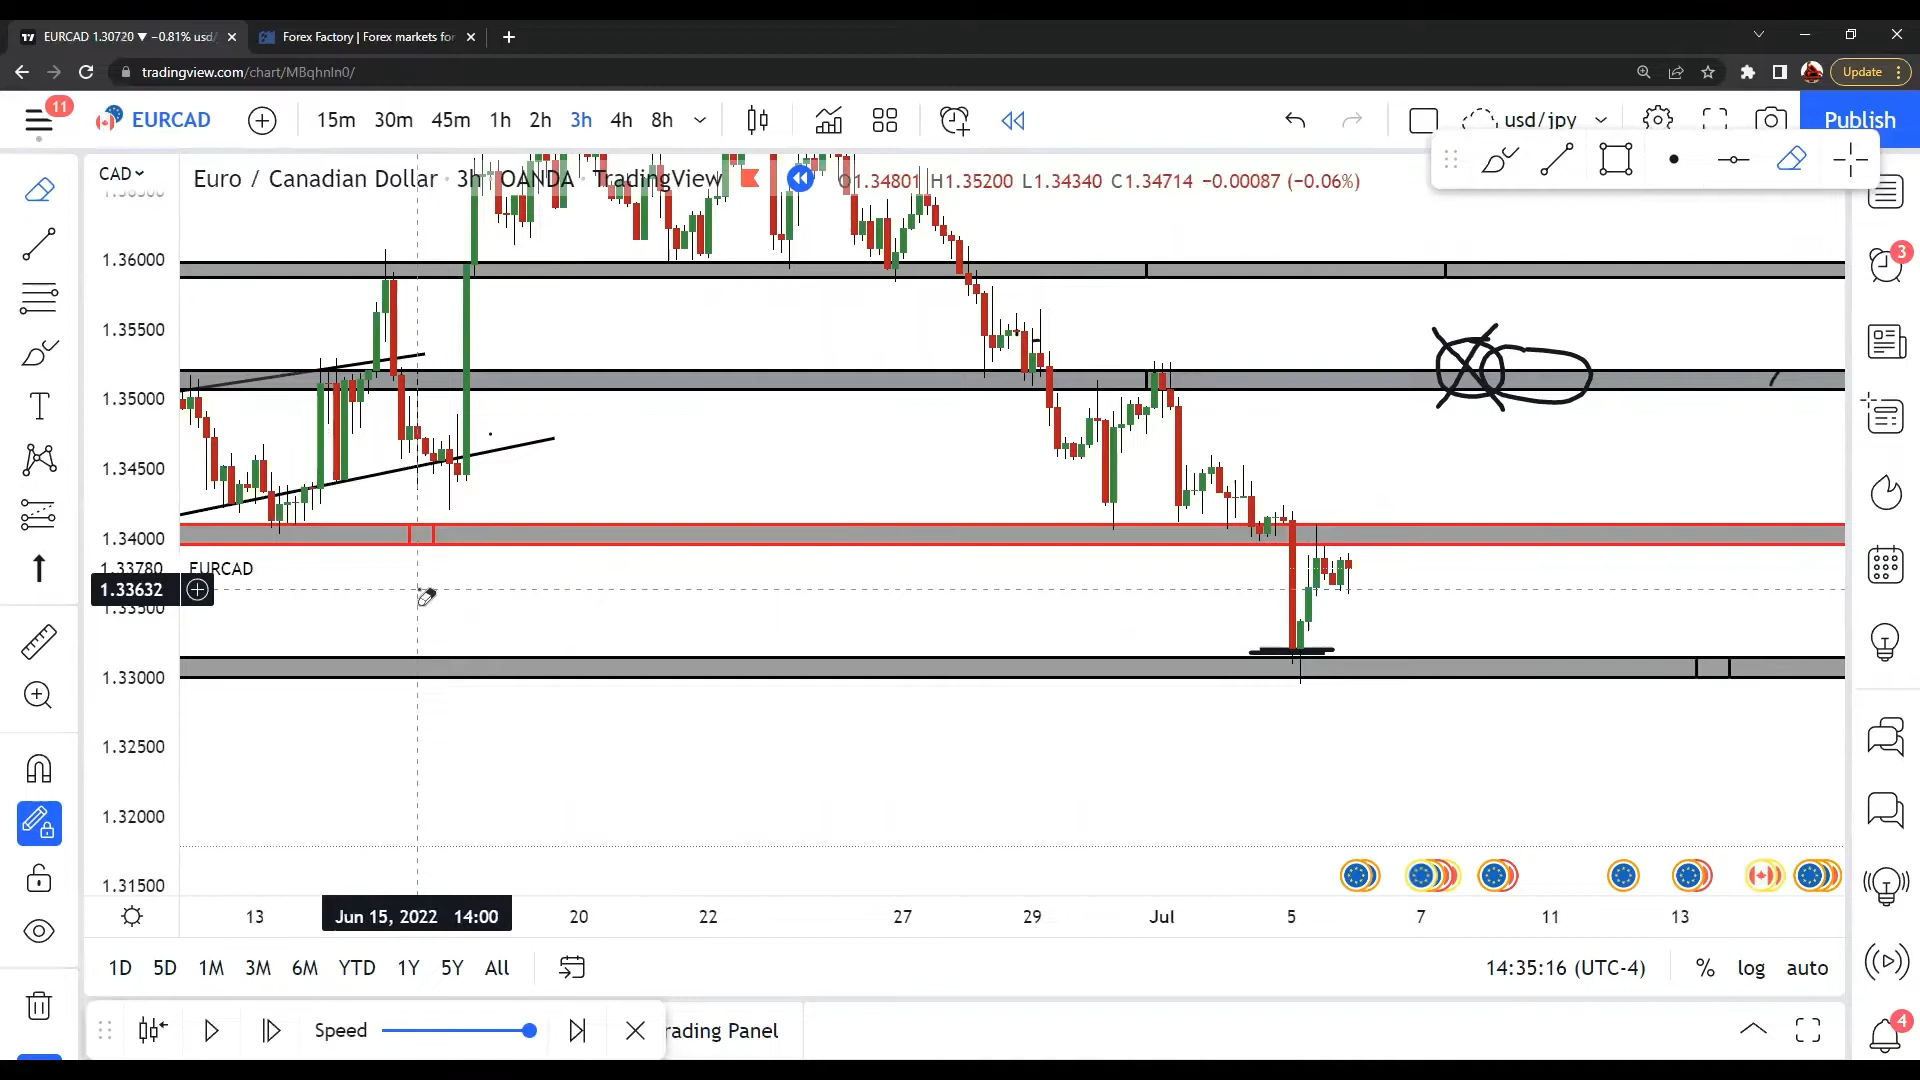 EURCAD 1.30720 ▼ −0.81% usd/
Forex Factory | Forex markets for
tradingview.com/chart/MBqhnIn0/
Update
11
EURCAD
15m 30m 45m 1h 2h 3h 4h 8h
usd/jpy
Publish
CAD
Euro / Canadian Dollar · 3h · OANDA · TradingView
O1.34801 H1.35200 L1.34340 C1.34714 −0.00087 (−0.06%)
3
1.36000
1.35500
1.35000
1.34500
1.34000
1.33780 EURCAD
1.33632
1.33500
1.33000
1.32500
1.32000
1.31500
13 Jun 15, 2022 14:00 20 22 27 29 Jul 5 7 11 13
1D 5D 1M 3M 6M YTD 1Y 5Y All
14:35:16 (UTC-4) % log auto
Speed
rading Panel
4